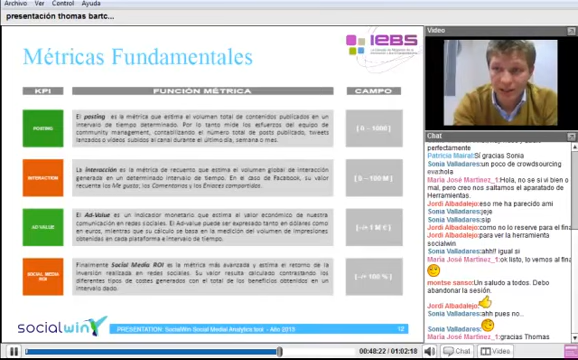 Archivo Ver Control Ayuda
presentación thomas bartc...
Métricas Fundamentales
IEBS
KPI
FUNCIÓN MÉTRICA
CAMPO
POSTING
El posting es la métrica que estima el volumen total de contenidos publicados en un
intervalo de tiempo determinado. Por lo tanto mide los esfuerzos del equipo de
community management, contabilizando el número total de posts publicado, tweets
lanzados o vídeos subidos al canal durante el último día, semana o mes.
INTERACTION
La interacción es la métrica de recuento que estima el volumen global de interacción
generada en un determinado intervalo de tiempo. En el caso de Facebook, su valor
recuente los Me gusta, los Comentarios y los Enlaces compartidos.
AD VALUE
El Ad-Value es un indicador monetario que estima el valor económico de nuestra
comunicación en redes sociales. El Ad-value puede ser expresado tanto en dólares como
en euros, mientras que su cálculo se basa en la medición del volumen de impresiones
obtenidas en cada plataforma e intervalo de tiempo.
SOCIAL MEDIA
ROI
Finalmente Social Media ROI es la métrica más avanzada y estima el retorno de la
inversión realizada en redes sociales. Su valor resulta calculado contrastando los
diferentes tipos de costes generados con el total de los beneficios obtenidos en un
intervalo dado.
socialwin
PRESENTATION: SocialWin Social Media Analytics tool - Año 2013
12
Video
Chat
perfectamente
Patricia Mairat:Sí gracias Sonia
Sonia Valladares:un poco de crowdsourcing
eva:hola
María José Martínez_1:Hola, no se si bien o
mal, pero creo nos saltamos el aparatado de
Herramientas.
Jordi Albadalejo:eso me ha parecido ami
Sonia Valladares:jeje
Sonia Valladares:sip
Jordi Albadalejo:como no lo reserve para el final
Jordi Albadalejo:para ver la herramienta
socialwin
Sonia Valladares:ahh! igual si
María José Martínez_1:ok listo, lo vemos al final
montse sanso:Un saludo a todos. Debo
abandonar la sesión.
Jordi Albadalejo:
Sonia Valladares:ah pues no..
Sonia Valladares:
María José Martínez_1:gracias Thomas
00:48:22 / 01:02:18
Chat
Video